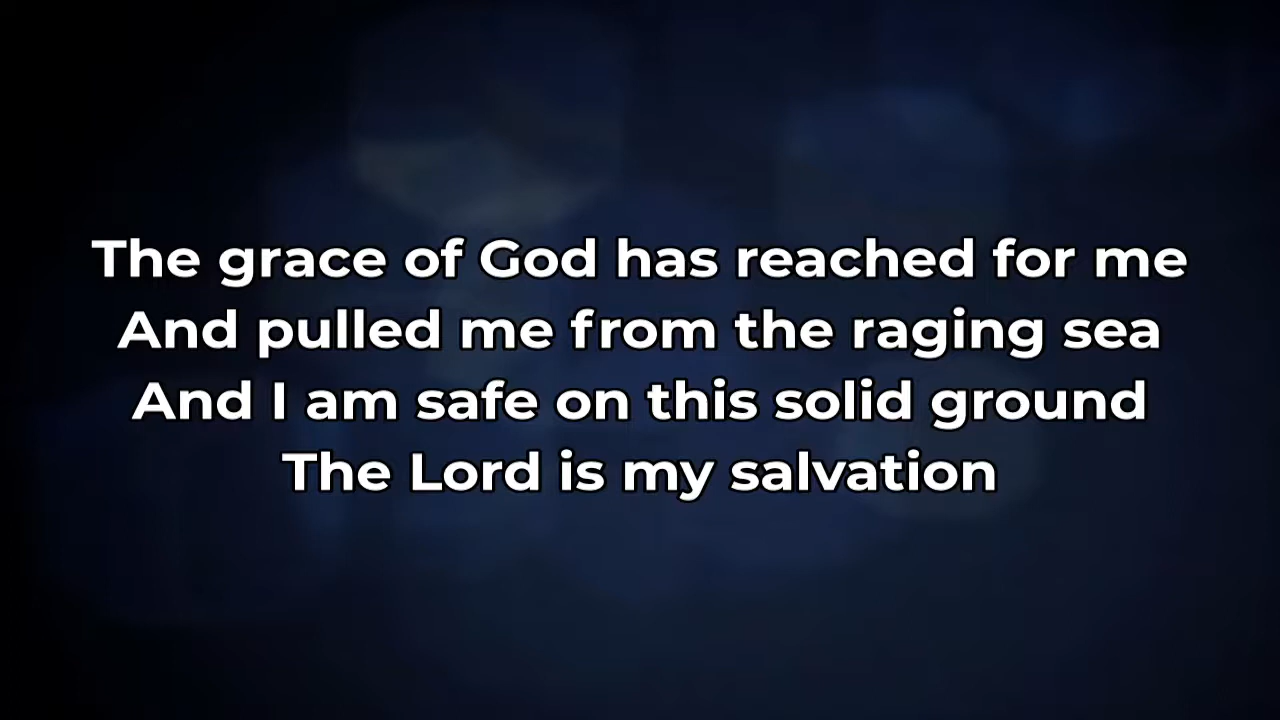 The grace of God has reached for me
And pulled me from the raging sea
And I am safe on this solid ground
The Lord is my salvation